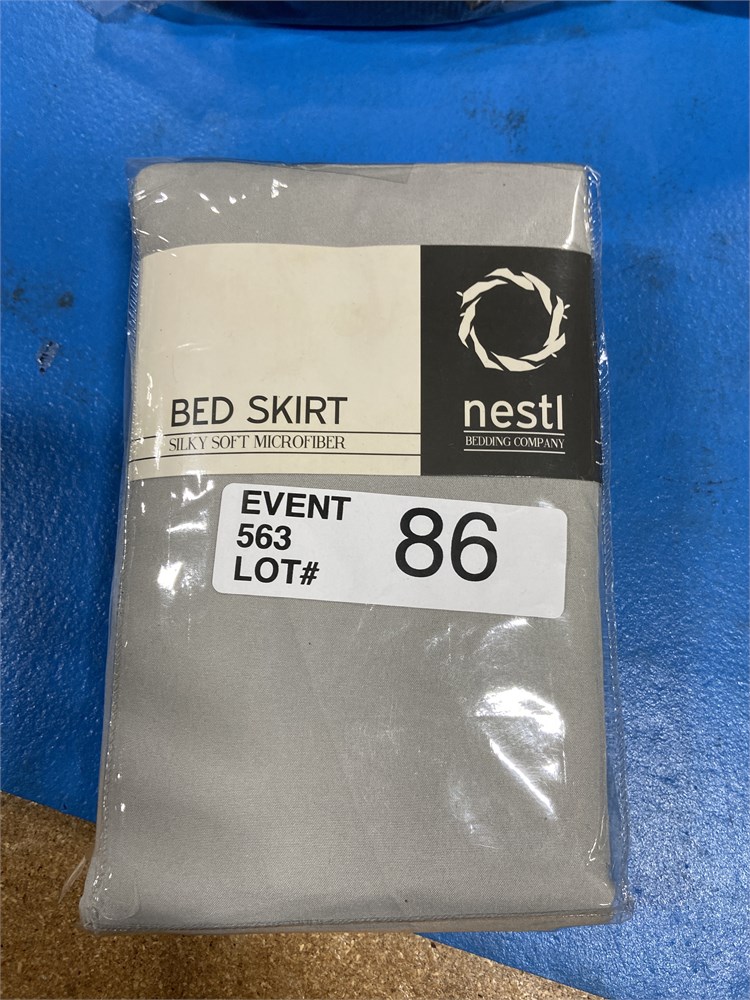 BED SKIRT
SILKY SOFT MICROFIBER
nestl
BEDDING COMPANY
EVENT
563
LOT#
86